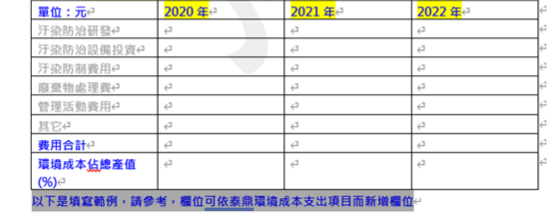 單位：元 2020 年 2021 年 2022 年
汙染防治研發
汙染防治設備投資
汙染防制費用
廢棄物處理費
管理活動費用
其它
費用合計
環境成本佔總產值
(%)
以下是填寫範例，請參考，欄位可依泰鼎環境成本支出項目而新增欄位